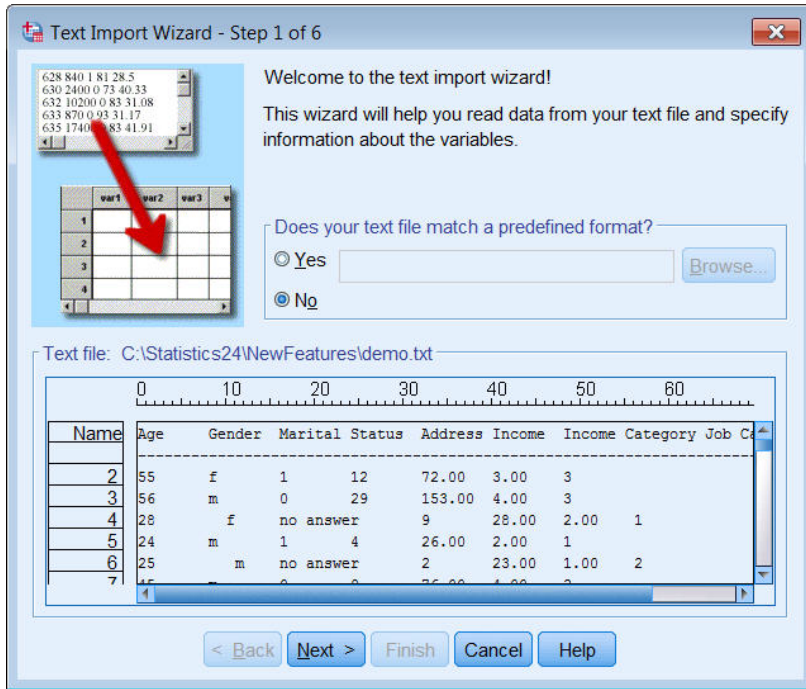 Text Import Wizard - Step 1 of 6
628 840 1 81 28.5
630 2400 0 73 40.33
632 10200 0 83 31.08
633 870 0 93 31.17
635 1740 83 41.91
var1 var2 var3 v
1
2
3
4
Welcome to the text import wizard!
This wizard will help you read data from your text file and specify
information about the variables.
Does your text file match a predefined format?
Yes Browse...
No
Text file: C:\Statistics24\NewFeatures\demo.txt
0 10 20 30 40 50 60
Name Age Gender Marital Status Address Income Income Category Job Ca
2 55 f 1 12 72.00 3.00 3
3 56 m 0 29 153.00 4.00 3
4 28 f no answer 9 28.00 2.00 1
5 24 m 1 4 26.00 2.00 1
6 25 m no answer 2 23.00 1.00 2
7
< Back Next > Finish Cancel Help